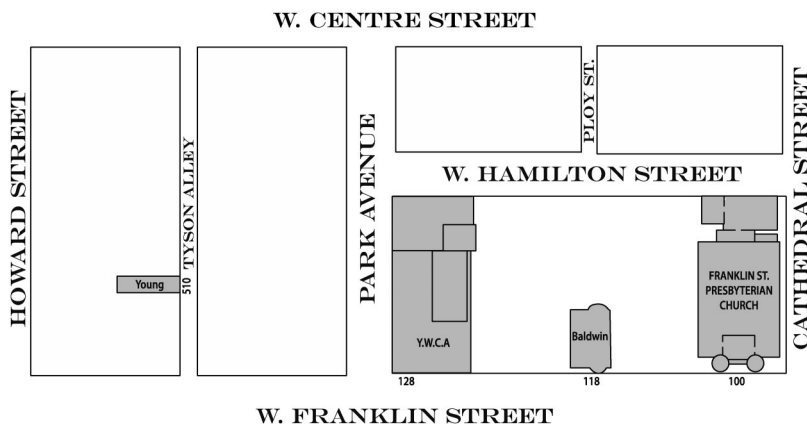 W. CENTRE STREET
HOWARD STREET
TYSON ALLEY
510
Young
PARK AVENUE
PLOY ST.
W. HAMILTON STREET
CATHEDRAL STREET
Y.W.C.A
Baldwin
FRANKLIN ST.
PRESBYTERIAN
CHURCH
128
118
100
W. FRANKLIN STREET